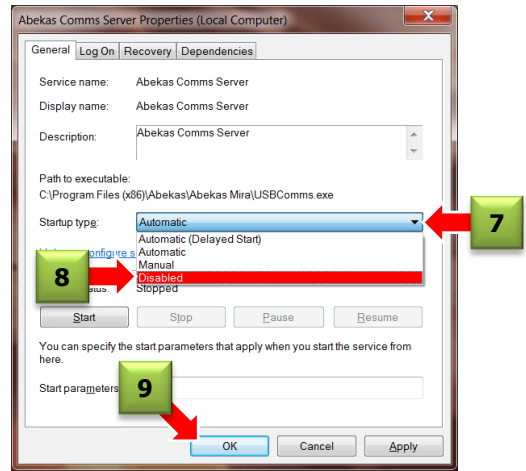 Abekas Comms Server Properties (Local Computer)
General Log On Recovery Dependencies
Service name: Abekas Comms Server
Display name: Abekas Comms Server
Description: Abekas Comms Server
Path to executable:
C:\Program Files (x86)\Abekas\Abekas Mira\USBComms.exe
Startup type: Automatic
7
Automatic (Delayed Start)
configure s Automatic
Manual
8 Disabled
Stopped
Start Stop Pause Resume
You can specify the start parameters that apply when you start the service from
here.
Start parameters
9
OK Cancel Apply